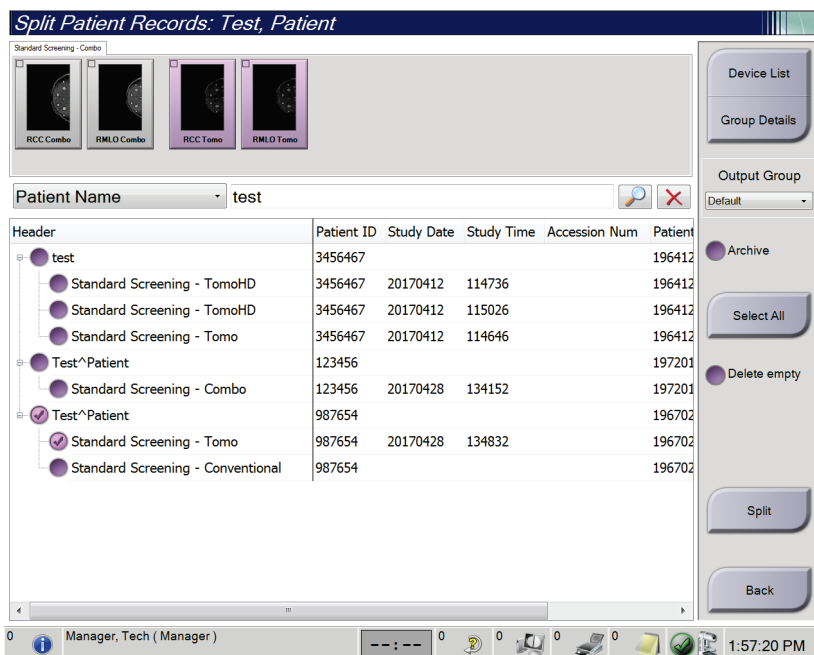 Split Patient Records: Test, Patient
Standard Screening - Combo
RCC Combo RMLO Combo RCC Tomo RMLO Tomo
Device List
Group Details
Output Group
Default
Patient Name test
Header Patient ID Study Date Study Time Accession Num Patient
test 3456467 196412
Standard Screening - TomoHD 3456467 20170412 114736 196412
Standard Screening - TomoHD 3456467 20170412 115026 196412
Standard Screening - Tomo 3456467 20170412 114646 196412
Test^Patient 123456 197201
Standard Screening - Combo 123456 20170428 134152 197201
Test^Patient 987654 196702
Standard Screening - Tomo 987654 20170428 134832 196702
Standard Screening - Conventional 987654 196702
Archive
Select All
Delete empty
Split
Back
0 Manager, Tech ( Manager ) --:-- 0 0 0 0 1:57:20 PM